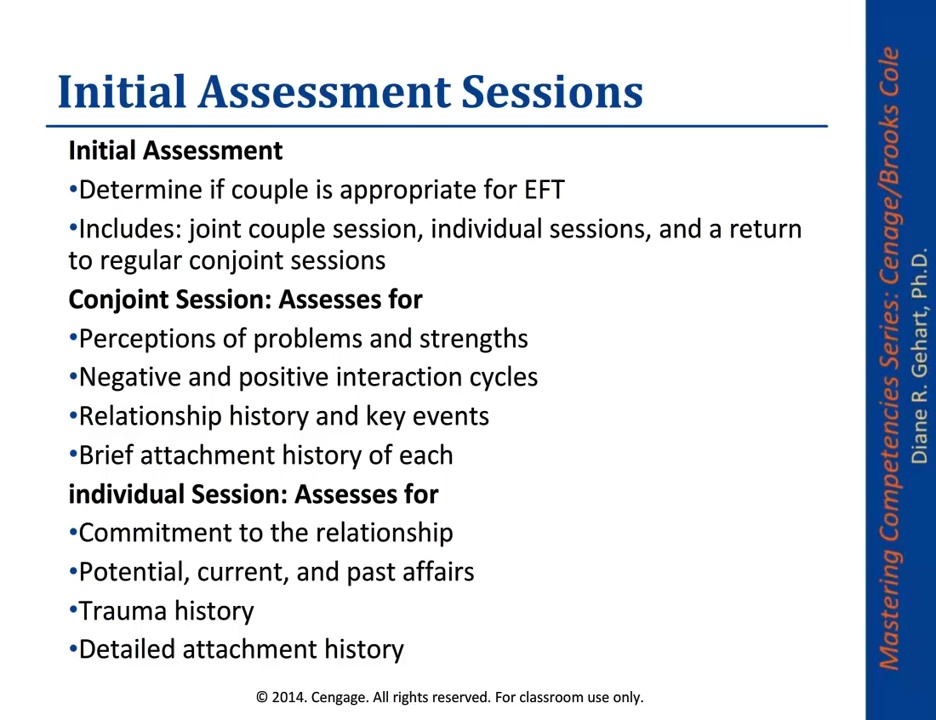 Initial Assessment Sessions
Initial Assessment
•Determine if couple is appropriate for EFT
•Includes: joint couple session, individual sessions, and a return
to regular conjoint sessions
Conjoint Session: Assesses for
•Perceptions of problems and strengths
•Negative and positive interaction cycles
•Relationship history and key events
•Brief attachment history of each
individual Session: Assesses for
•Commitment to the relationship
•Potential, current, and past affairs
•Trauma history
•Detailed attachment history
© 2014. Cengage. All rights reserved. For classroom use only.
Mastering Competencies Series: Cenage/Brooks Cole
Diane R. Gehart, Ph.D.